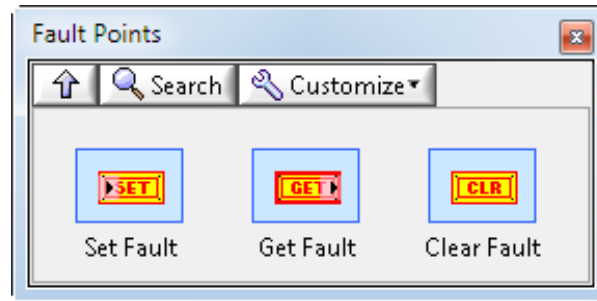 Fault Points
Search Customize
SET GET CLR
Set Fault Get Fault Clear Fault